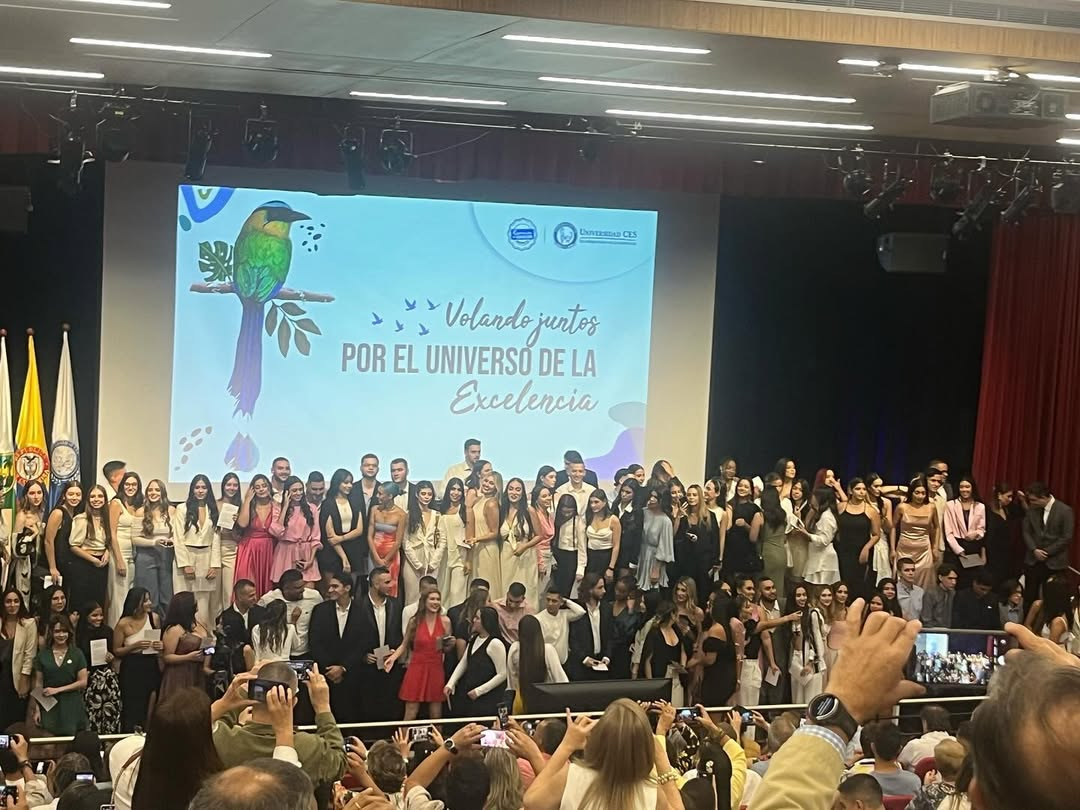 UNIVERSIDAD CES
Volando juntos
POR EL UNIVERSO DE LA
Excelencia